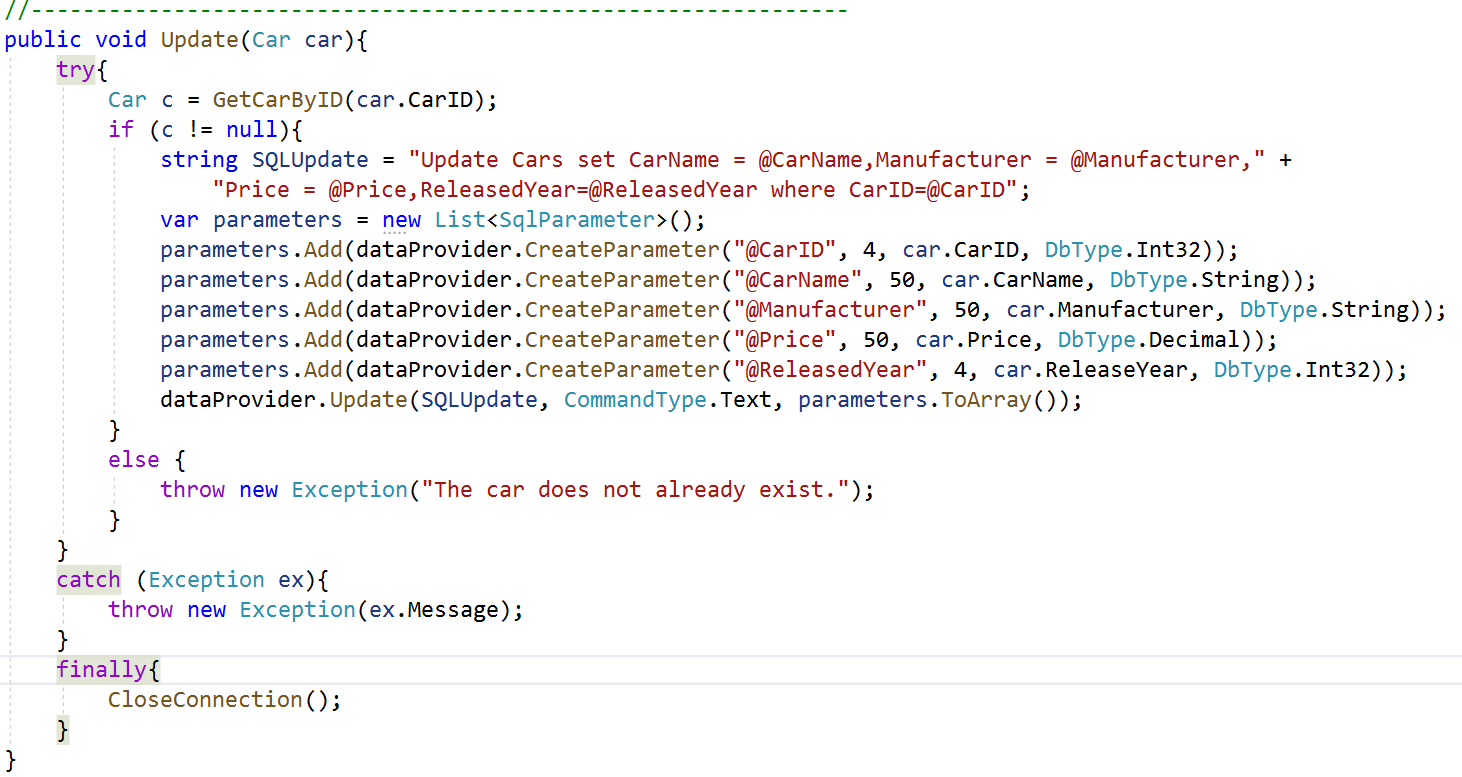 //---------------------------------------------------------------
public void Update(Car car){
    try{
        Car c = GetCarByID(car.CarID);
        if (c != null){
            string SQLUpdate = "Update Cars set CarName = @CarName,Manufacturer = @Manufacturer," +
                "Price = @Price,ReleasedYear=@ReleasedYear where CarID=@CarID";
            var parameters = new List<SqlParameter>();
            parameters.Add(dataProvider.CreateParameter("@CarID", 4, car.CarID, DbType.Int32));
            parameters.Add(dataProvider.CreateParameter("@CarName", 50, car.CarName, DbType.String));
            parameters.Add(dataProvider.CreateParameter("@Manufacturer", 50, car.Manufacturer, DbType.String));
            parameters.Add(dataProvider.CreateParameter("@Price", 50, car.Price, DbType.Decimal));
            parameters.Add(dataProvider.CreateParameter("@ReleasedYear", 4, car.ReleaseYear, DbType.Int32));
            dataProvider.Update(SQLUpdate, CommandType.Text, parameters.ToArray());
        }
        else {
            throw new Exception("The car does not already exist.");
        }
    }
    catch (Exception ex){
        throw new Exception(ex.Message);
    }
    finally{
        CloseConnection();
    }
}